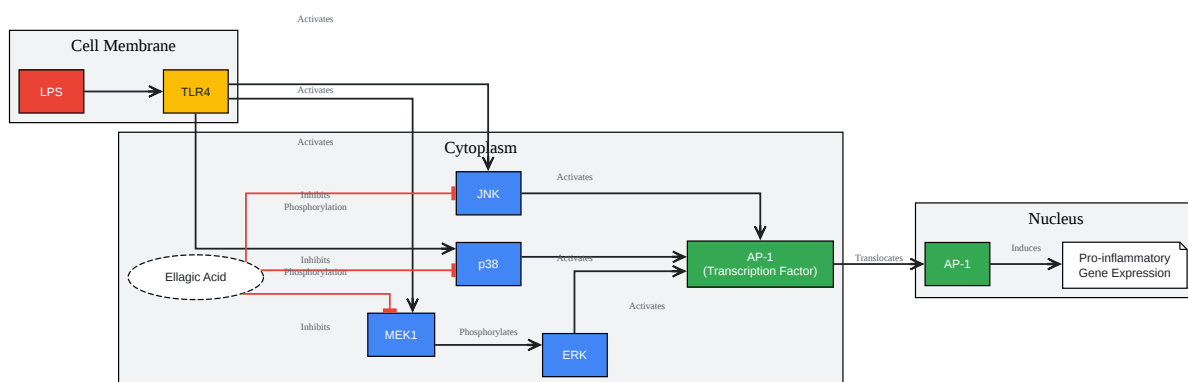 Activates
Cell Membrane
LPS
TLR4
Activates
Activates
Cytoplasm
JNK
Activates
Inhibits
Phosphorylation
p38
Activates
Inhibits
Phosphorylation
Ellagic Acid
AP-1
(Transcription Factor)
Translocates
Nucleus
AP-1
Induces
Pro-inflammatory
Gene Expression
Activates
Inhibits
MEK1
Phosphorylates
ERK